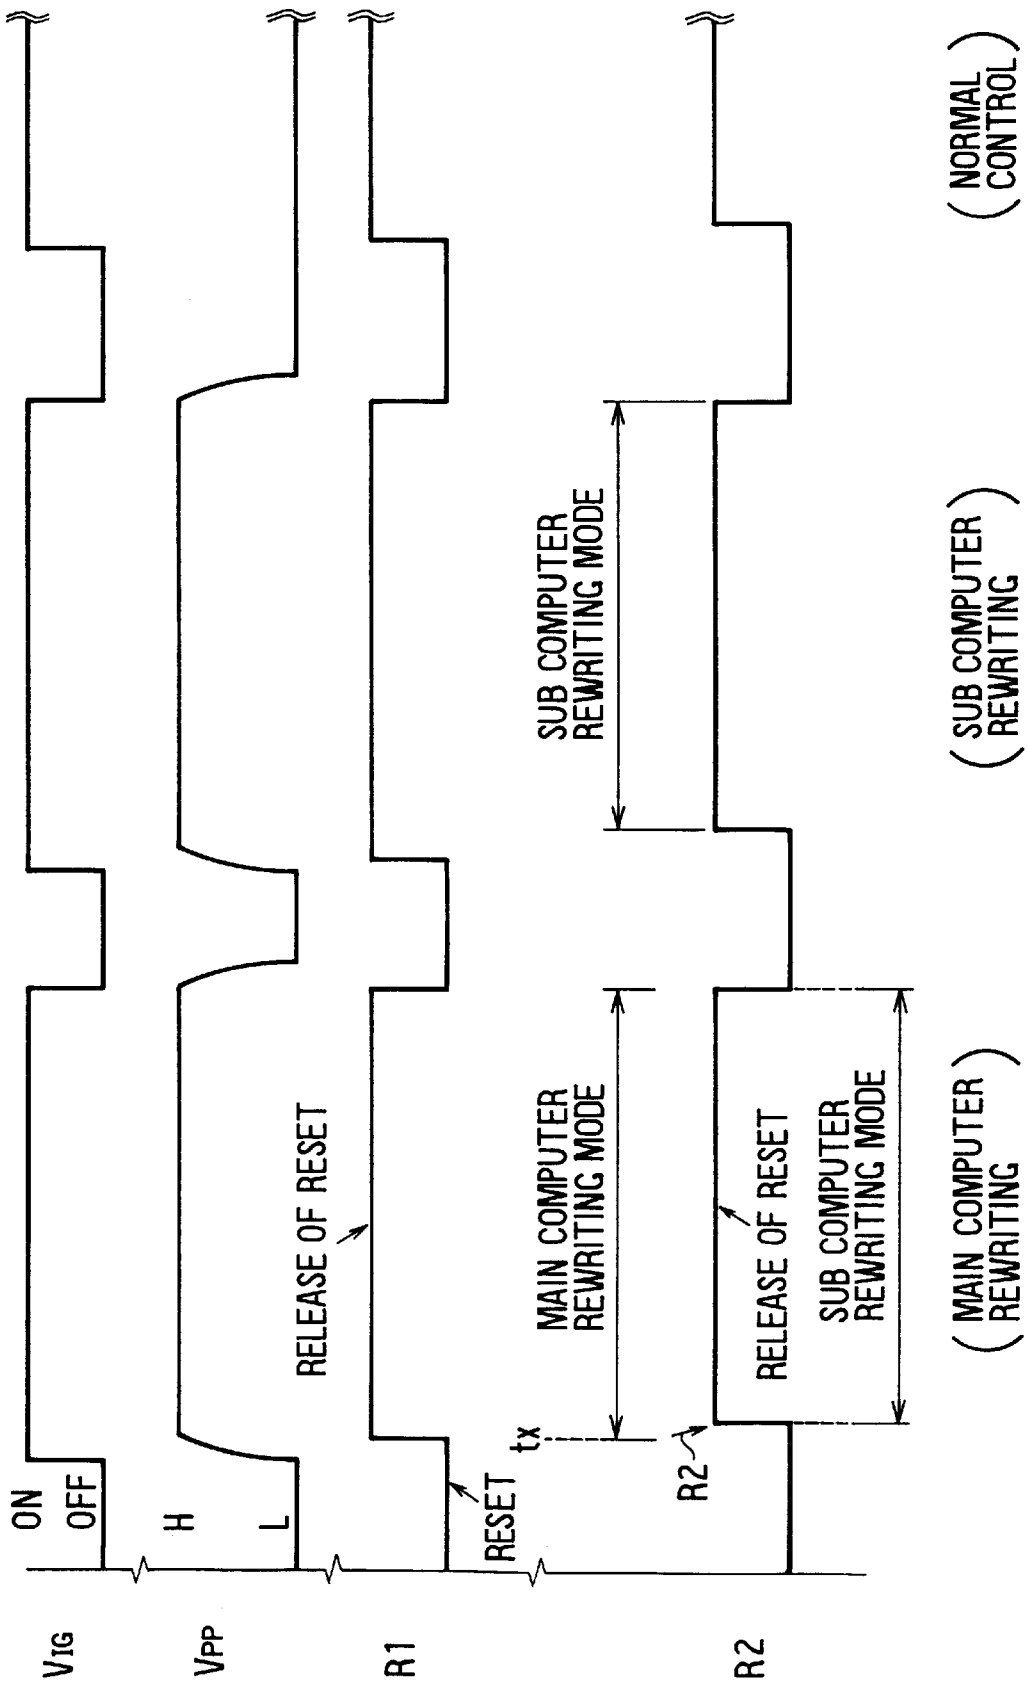 VIG
ON
OFF
VPP
H
L
RELEASE OF RESET
R1
RESET
tx
MAIN COMPUTER
REWRITING MODE
SUB COMPUTER
REWRITING MODE
R2
R2
RELEASE OF RESET
SUB COMPUTER
REWRITING MODE
(MAIN COMPUTER
REWRITING)
(SUB COMPUTER
REWRITING)
(NORMAL
CONTROL)